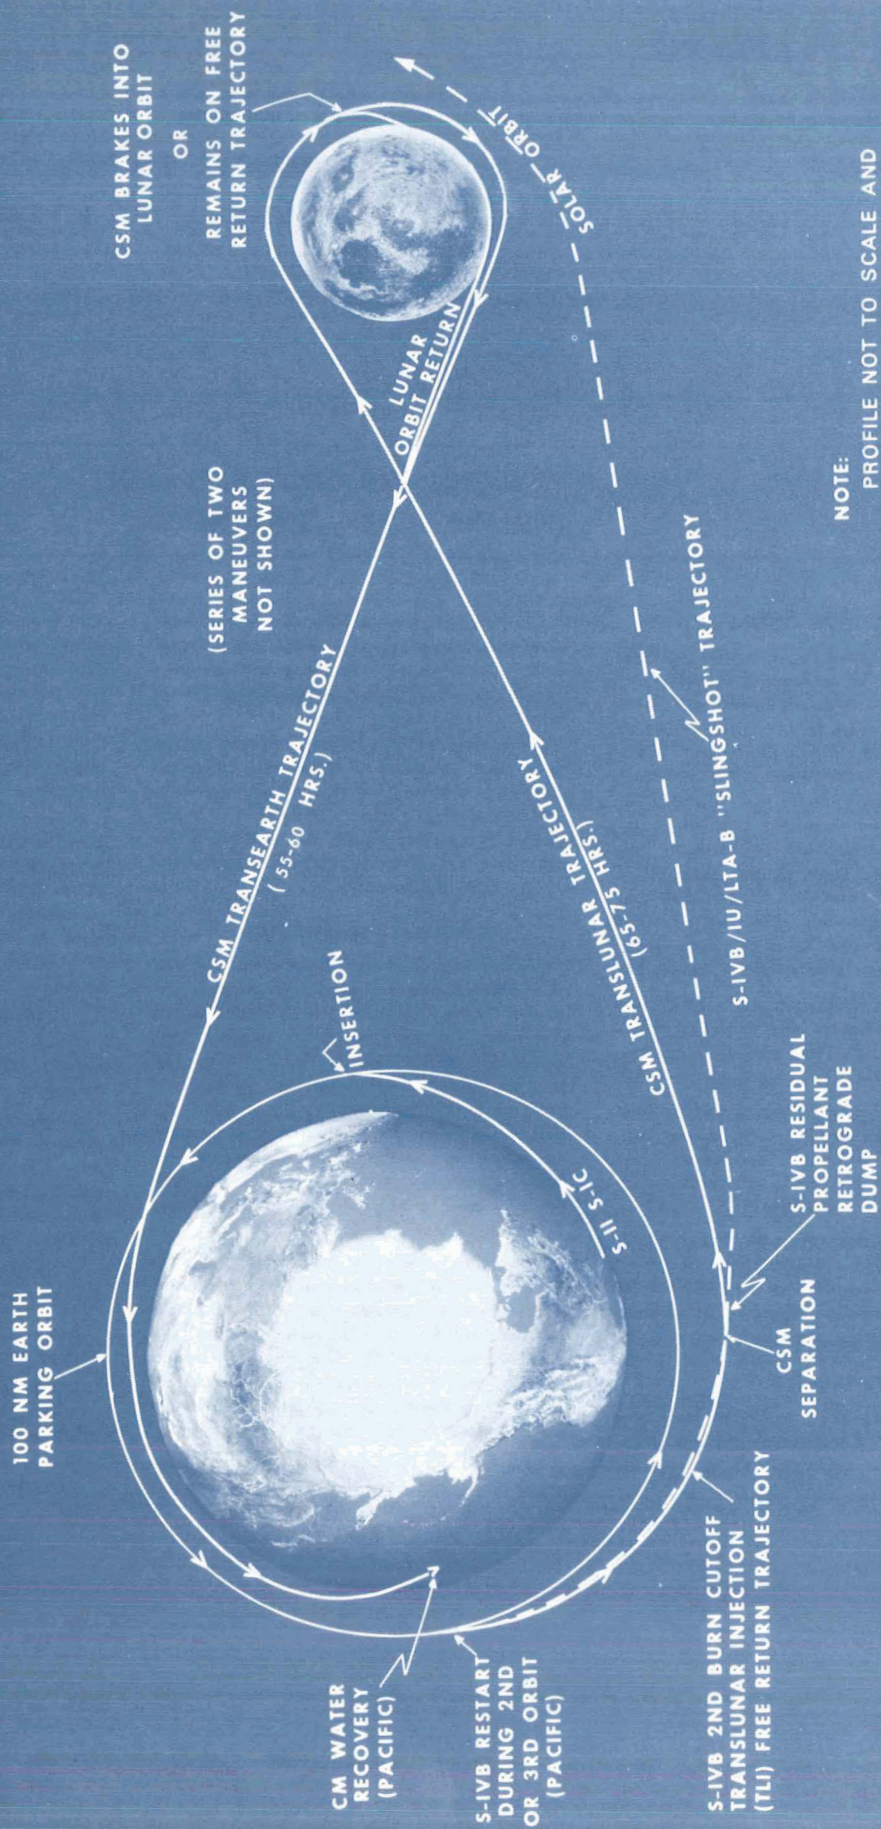 100 NM EARTH
PARKING ORBIT
CSM BRAKES INTO
LUNAR ORBIT
OR
REMAINS ON FREE
RETURN TRAJECTORY
(SERIES OF TWO
MANEUVERS
NOT SHOWN)
CSM TRANSEARTH TRAJECTORY
(55-60 HRS.)
INSERTION
LUNAR
ORBIT RETURN
SOLAR ORBIT
S-II S-IC
CSM TRANSLUNAR TRAJECTORY
(65-75 HRS.)
CM WATER
RECOVERY
(PACIFIC)
S-IVB RESTART
DURING 2ND
OR 3RD ORBIT
(PACIFIC)
S-IVB 2ND BURN CUTOFF
TRANSLUNAR INJECTION
(TLI) FREE RETURN TRAJECTORY
CSM
SEPARATION
S-IVB RESIDUAL
PROPELLANT
RETROGRADE
DUMP
S-IVB/IU/LTA-B "SLINGSHOT" TRAJECTORY
NOTE:
PROFILE NOT TO SCALE AND